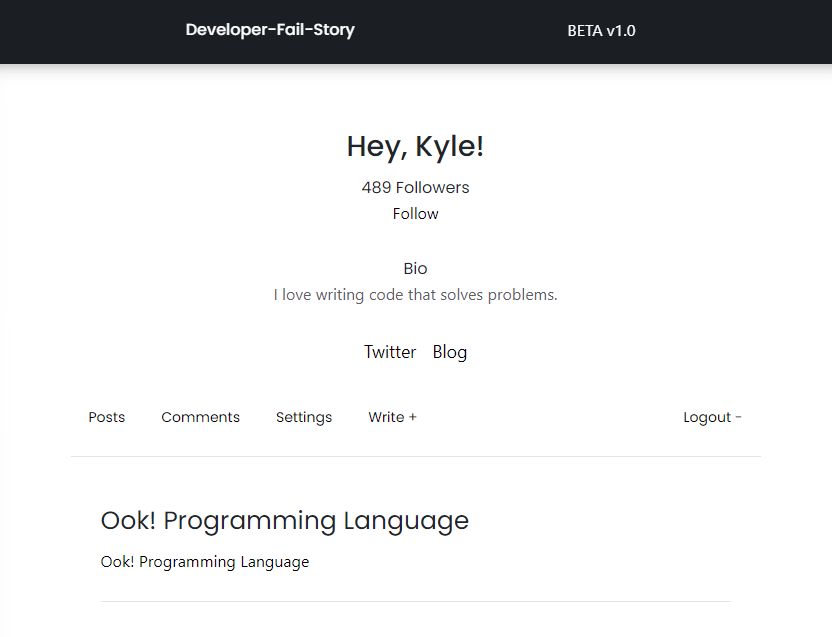 Developer-Fail-Story BETA v1.0
Hey, Kyle!
489 Followers
Follow
Bio
I love writing code that solves problems.
Twitter Blog
Posts Comments Settings Write + Logout -
Ook! Programming Language
Ook! Programming Language